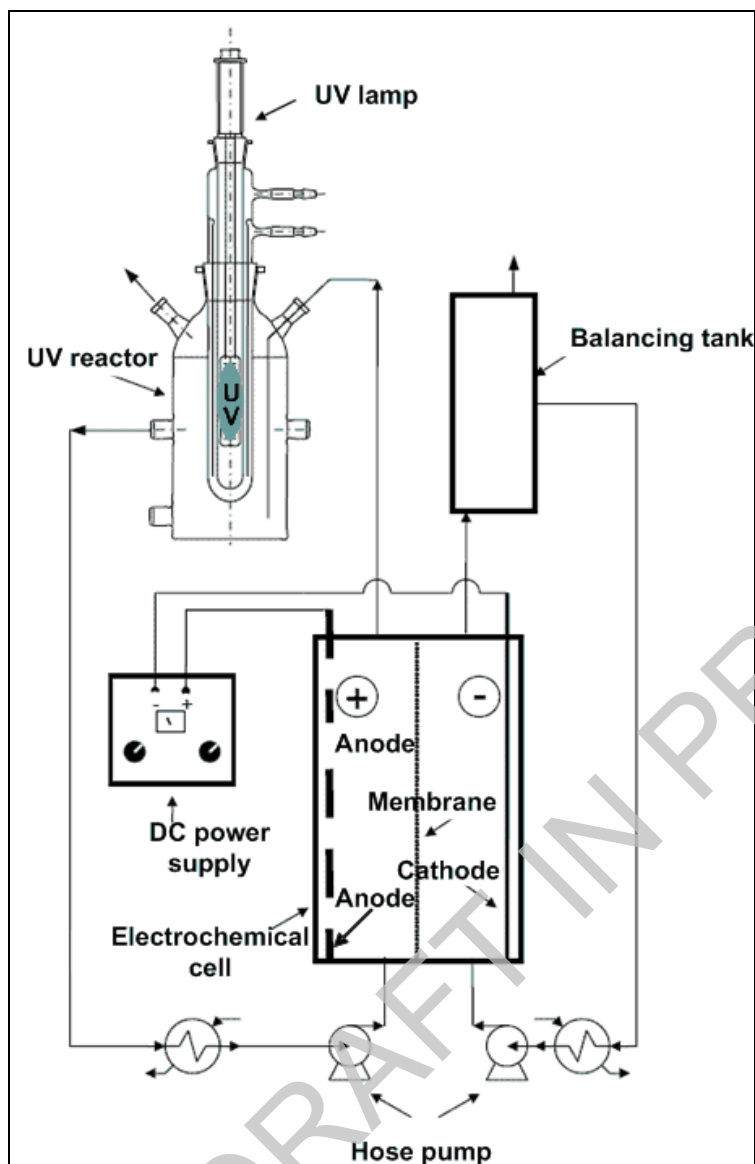 UV lamp
UV reactor
U
V
Balancing tank
- +
+
-
Anode
Membrane
DC power
supply
Cathode
Anode
Electrochemical
cell
Hose pump
DRAFT IN PR